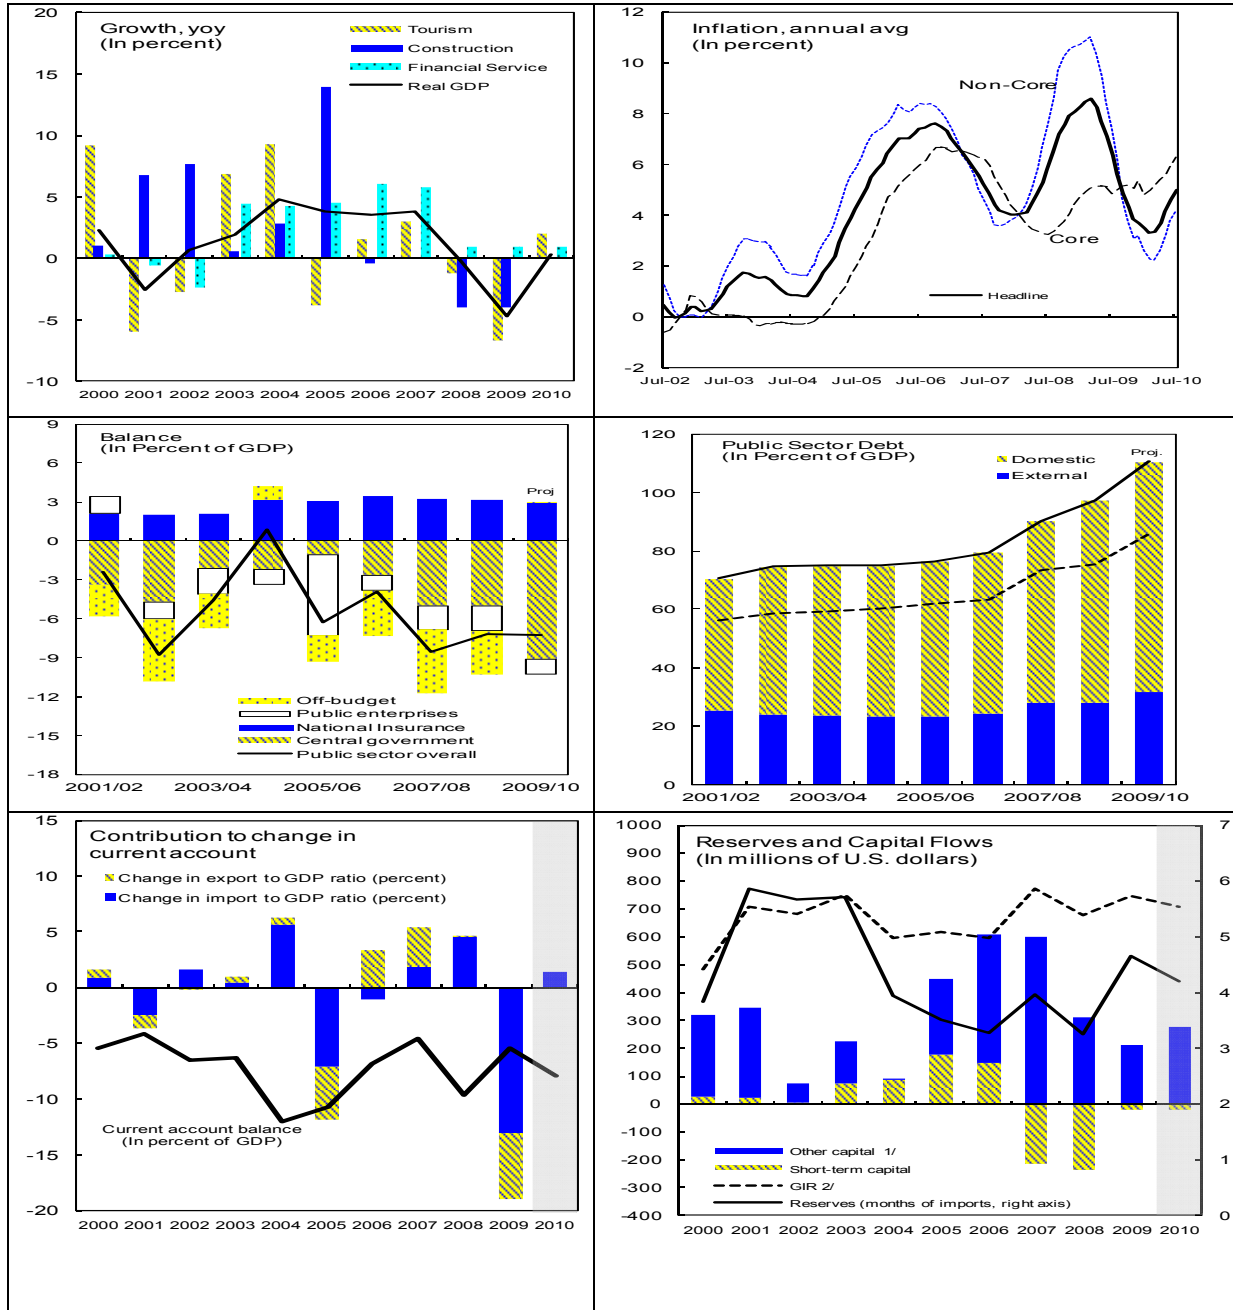 Growth, yoy
(In percent)
Tourism
Construction
Financial Service
Real GDP
20
15
10
5
0
-5
-10
2000 2001 2002 2003 2004 2005 2006 2007 2008 2009 2010
Inflation, annual avg
(In percent)
Non-Core
Core
Headline
12
10
8
6
4
2
0
-2
Jul-02 Jul-03 Jul-04 Jul-05 Jul-06 Jul-07 Jul-08 Jul-09 Jul-10
Balance
(In Percent of GDP)
Proj
9
6
3
0
-3
-6
-9
-12
-15
-18
Off-budget
Public enterprises
National Insurance
Central government
Public sector overall
2001/02 2003/04 2005/06 2007/08 2009/10
Public Sector Debt
(In Percent of GDP)
Proj.
Domestic
External
120
100
80
60
40
20
0
2001/02 2003/04 2005/06 2007/08 2009/10
Contribution to change in
current account
Change in export to GDP ratio (percent)
Change in import to GDP ratio (percent)
15
10
5
0
-5
-10
-15
-20
Current account balance
(In percent of GDP)
2000 2001 2002 2003 2004 2005 2006 2007 2008 2009 2010
Reserves and Capital Flows
(In millions of U.S. dollars)
1000
900
800
700
600
500
400
300
200
100
0
-100
-200
-300
-400
7
6
5
4
3
2
1
0
Other capital 1/
Short-term capital
GIR 2/
Reserves (months of imports, right axis)
2000 2001 2002 2003 2004 2005 2006 2007 2008 2009 2010